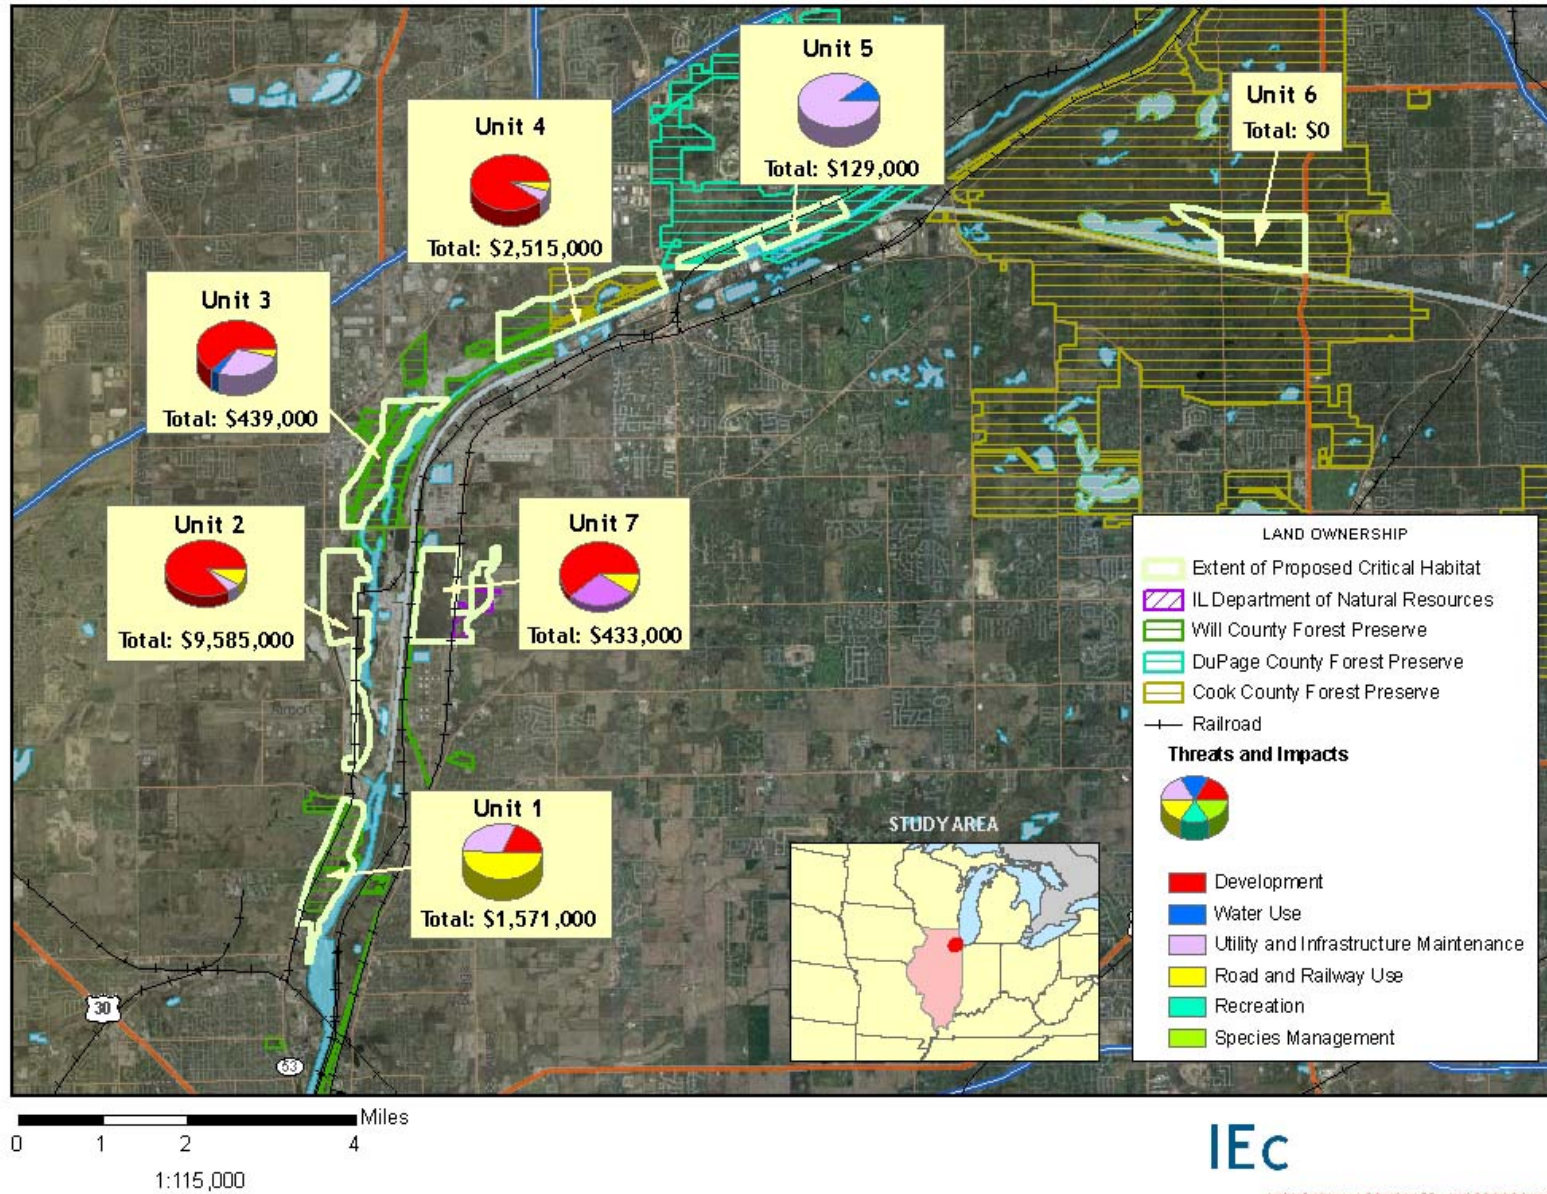 Unit 5
Total: $129,000
Unit 6
Total: $0
Unit 4
Total: $2,515,000
Unit 3
Total: $439,000
Unit 2
Total: $9,585,000
Unit 7
Total: $433,000
Airport
Unit 1
Total: $1,571,000
30
53
STUDY AREA
LAND OWNERSHIP
Extent of Proposed Critical Habitat
IL Department of Natural Resources
Will County Forest Preserve
DuPage County Forest Preserve
Cook County Forest Preserve
Railroad
Threats and Impacts
Development
Water Use
Utility and Infrastructure Maintenance
Road and Railway Use
Recreation
Species Management
Miles
0 1 2 4
1:115,000
IEc